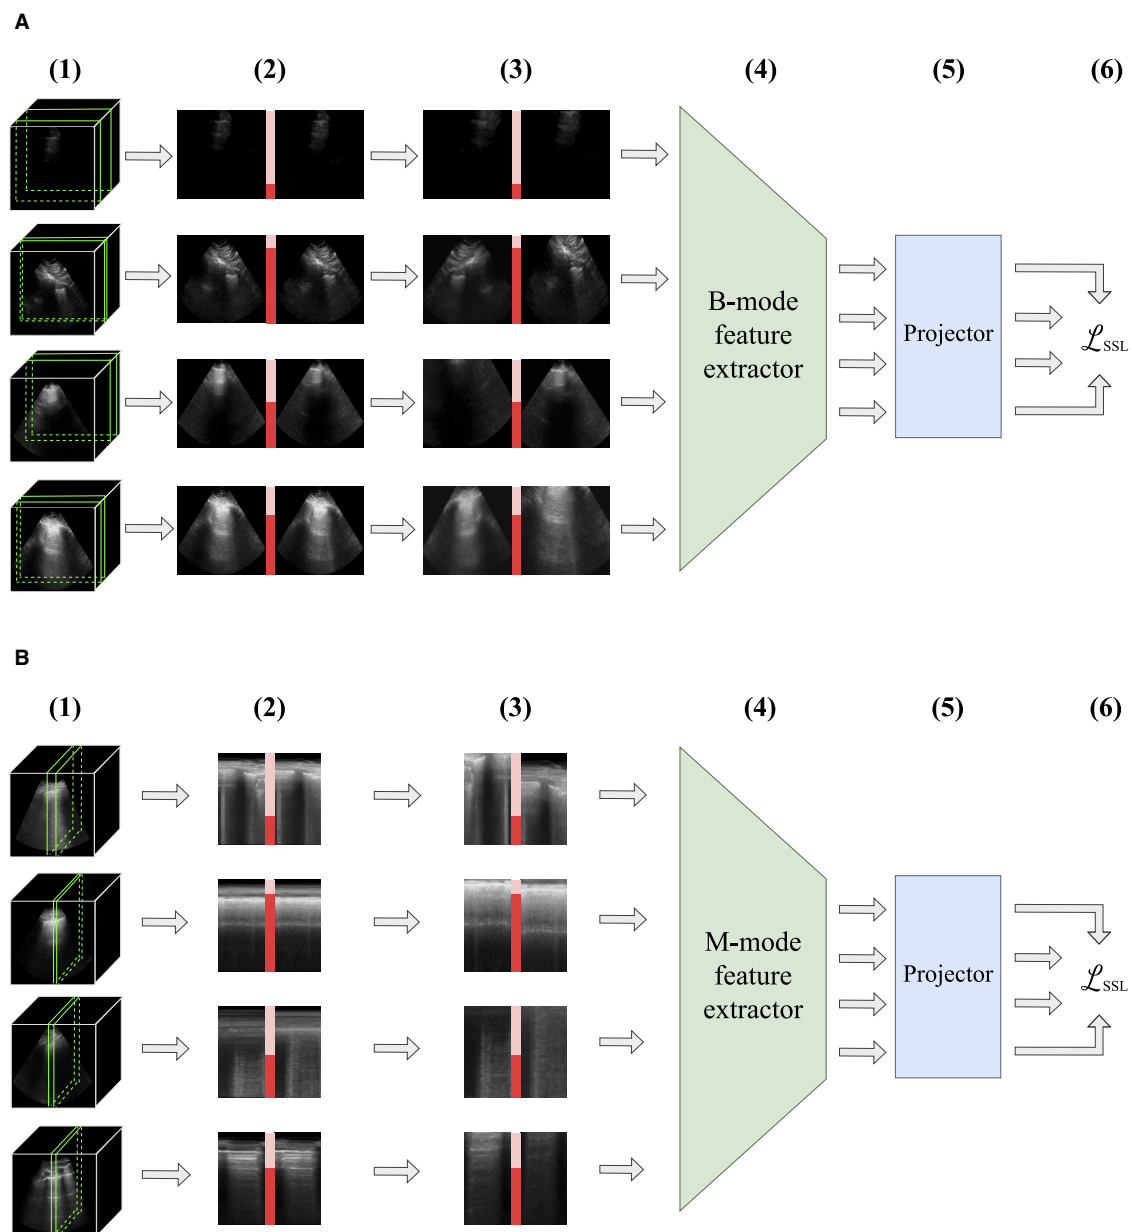 A
(1) (2) (3) (4) (5) (6)
B-mode
feature
extractor
Projector
ℒSSL
B
(1) (2) (3) (4) (5) (6)
M-mode
feature
extractor
Projector
ℒSSL